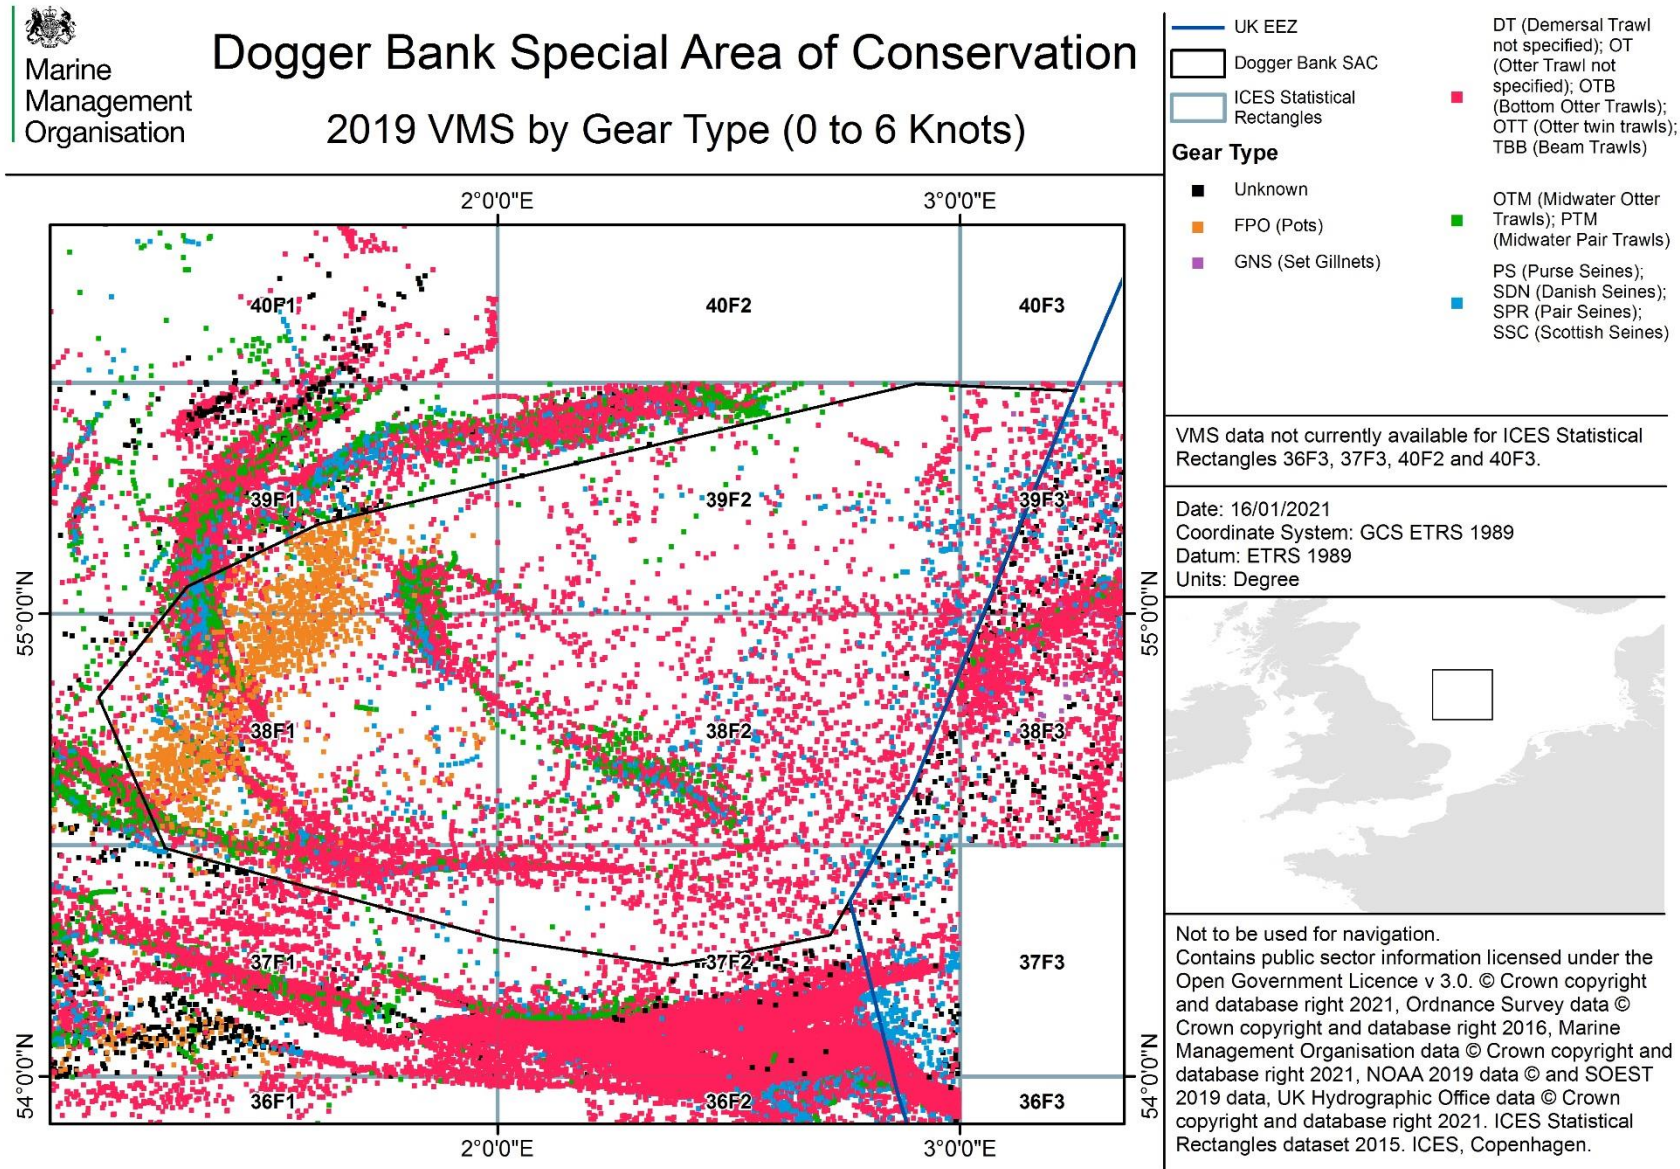 Marine
Management
Organisation
Dogger Bank Special Area of Conservation
2019 VMS by Gear Type (0 to 6 Knots)
UK EEZ
Dogger Bank SAC
ICES Statistical
Rectangles
Gear Type
Unknown
FPO (Pots)
GNS (Set Gillnets)
DT (Demersal Trawl
not specified); OT
(Otter Trawl not
specified); OTB
(Bottom Otter Trawls);
OTT (Otter twin trawls);
TBB (Beam Trawls)
OTM (Midwater Otter
Trawls); PTM
(Midwater Pair Trawls)
PS (Purse Seines);
SDN (Danish Seines);
SPR (Pair Seines);
SSC (Scottish Seines)
2°0'0"E 3°0'0"E
40F1 40F2 40F3
39F1 39F2 39F3
55°0'0"N 55°0'0"N
38F1 38F2 38F3
37F1 37F2 37F3
54°0'0"N 54°0'0"N
36F1 36F2 36F3
2°0'0"E 3°0'0"E
VMS data not currently available for ICES Statistical
Rectangles 36F3, 37F3, 40F2 and 40F3.
Date: 16/01/2021
Coordinate System: GCS ETRS 1989
Datum: ETRS 1989
Units: Degree
Not to be used for navigation.
Contains public sector information licensed under the
Open Government Licence v 3.0. © Crown copyright
and database right 2021, Ordnance Survey data ©
Crown copyright and database right 2016, Marine
Management Organisation data © Crown copyright and
database right 2021, NOAA 2019 data © and SOEST
2019 data, UK Hydrographic Office data © Crown
copyright and database right 2021. ICES Statistical
Rectangles dataset 2015. ICES, Copenhagen.